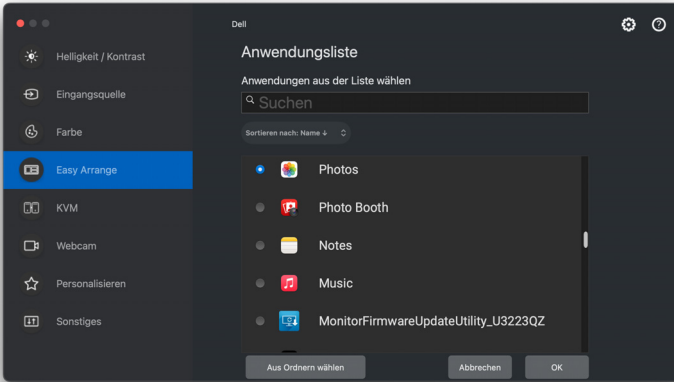 Dell
Helligkeit / Kontrast
Eingangsquelle
Farbe
Easy Arrange
KVM
Webcam
Personalisieren
Sonstiges
Anwendungsliste
Anwendungen aus der Liste wählen
Suchen
Sortieren nach: Name ↓
Photos
Photo Booth
Notes
Music
MonitorFirmwareUpdateUtility_U3223QZ
Aus Ordnern wählen
Abbrechen
OK